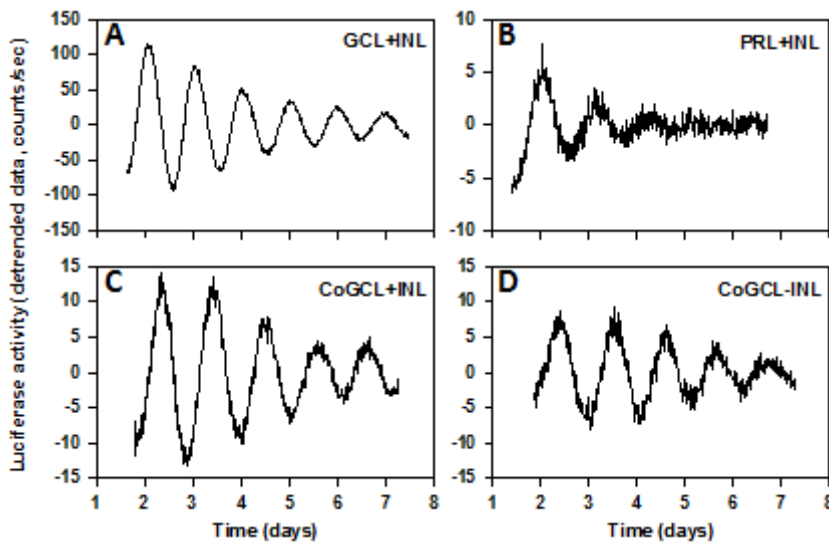 Luciferase activity (detrended data, counts/sec)
A
GCL+INL
150
100
50
0
-50
-100
-150
B
PRL+INL
10
5
0
-5
-10
C
CoGCL+INL
15
10
5
0
-5
-10
-15
1 2 3 4 5 6 7 8
Time (days)
D
CoGCL-INL
15
10
5
0
-5
-10
-15
1 2 3 4 5 6 7 8
Time (days)